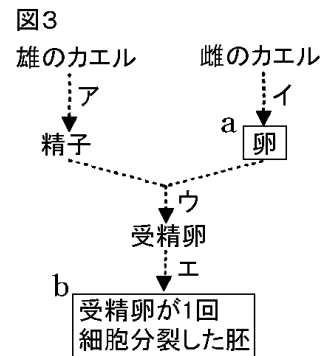 図3
雄のカエル 雌のカエル
ア イ
a
精子 卵
ウ
受精卵
エ
b
受精卵が1回
細胞分裂した胚